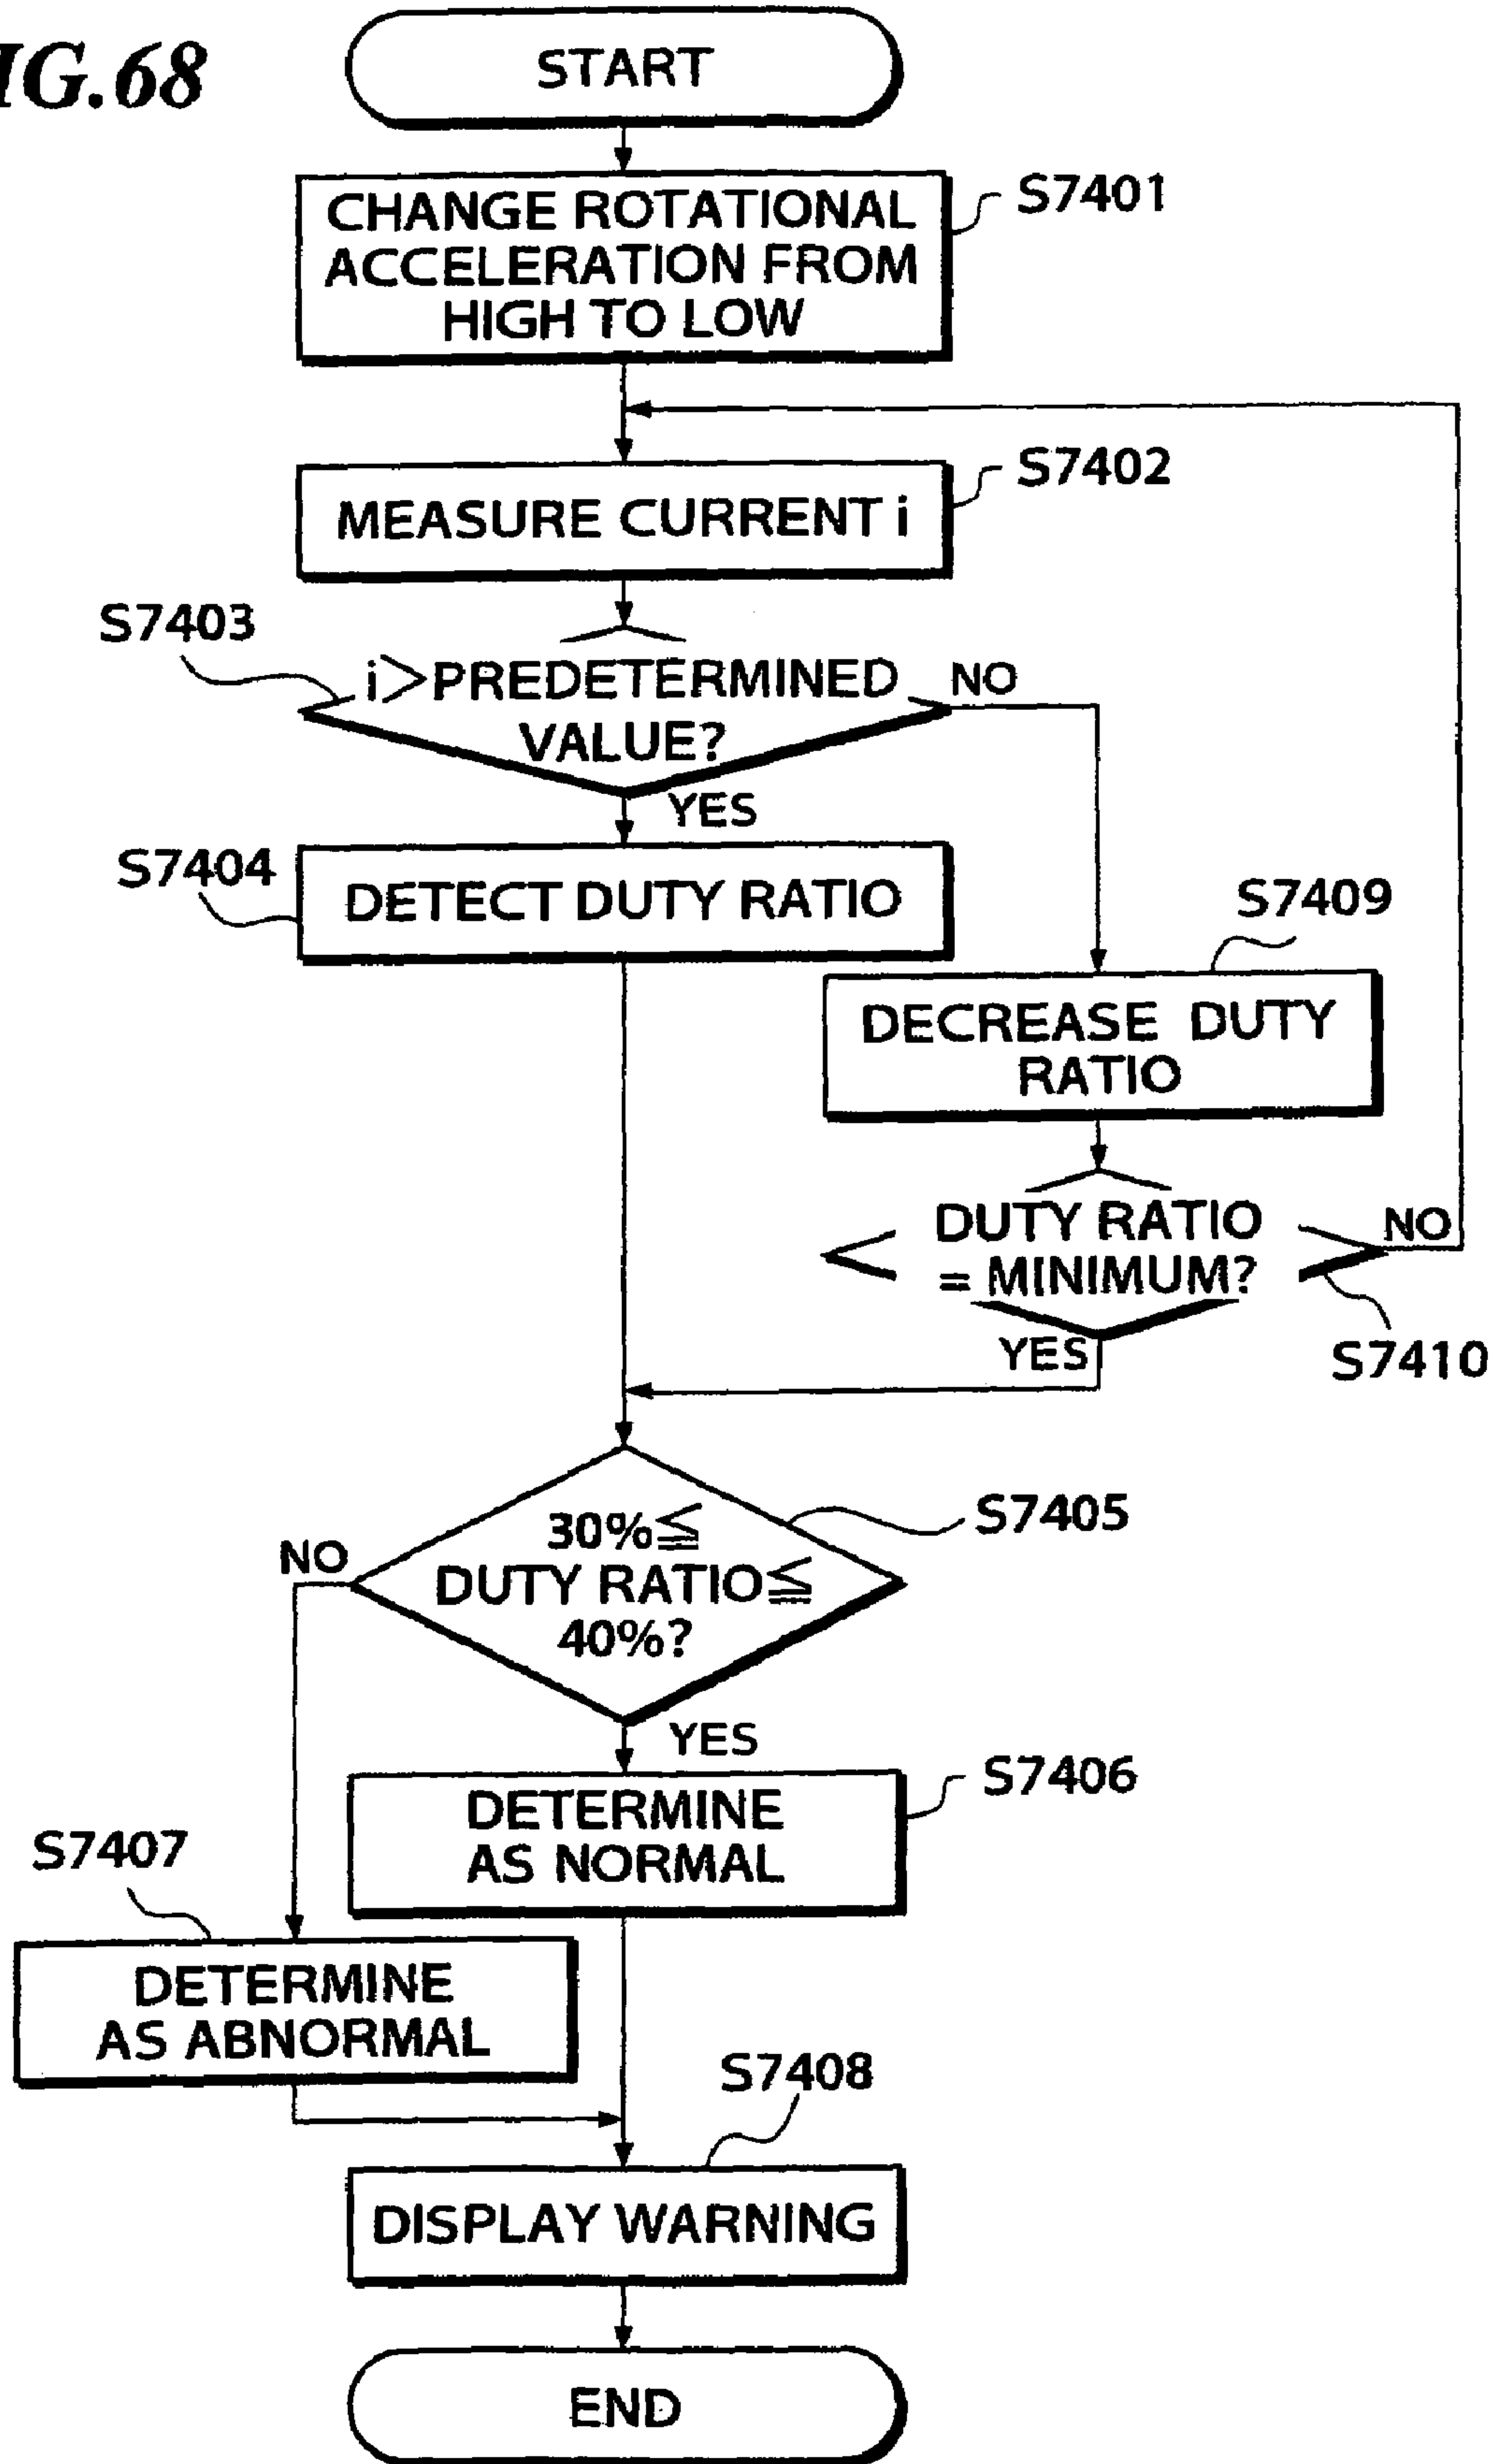 IG.68
START
CHANGE ROTATIONAL
ACCELERATION FROM
HIGH TO LOW
S7401
MEASURE CURRENT i
S7402
S7403
i>PREDETERMINED
VALUE?
NO
YES
S7404
DETECT DUTY RATIO
S7409
DECREASE DUTY
RATIO
DUTY RATIO
= MINIMUM?
NO
YES
S7410
30%≦
DUTY RATIO≦
40%?
S7405
NO
YES
DETERMINE
AS NORMAL
S7406
S7407
DETERMINE
AS ABNORMAL
S7408
DISPLAY WARNING
END